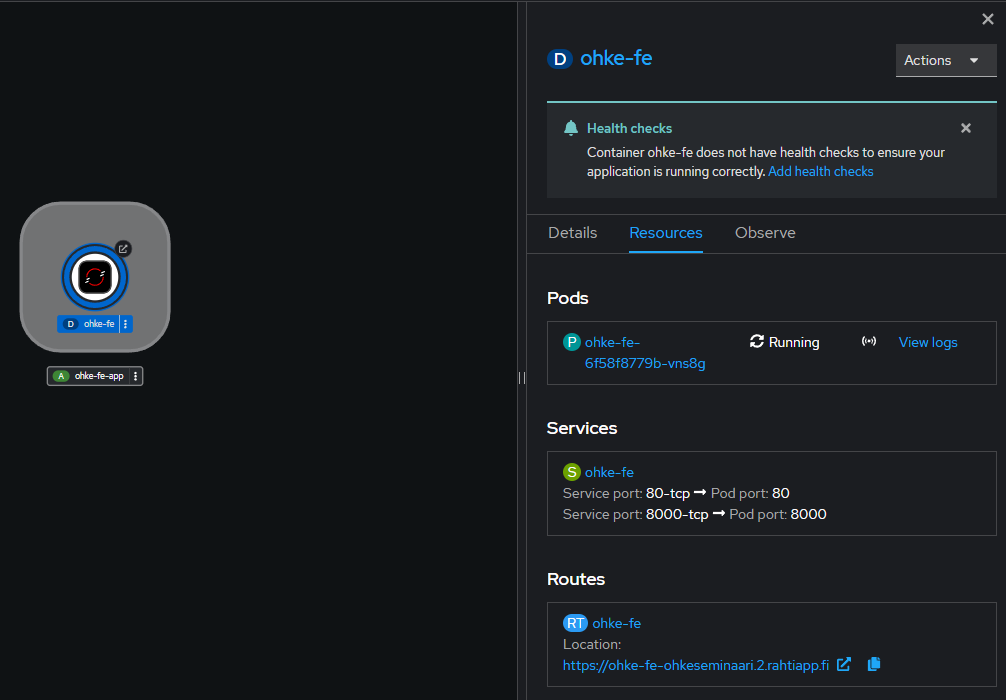 D ohke-fe
Actions
Health checks
Container ohke-fe does not have health checks to ensure your
application is running correctly. Add health checks
Details Resources Observe
Pods
P ohke-fe- Running View logs
6f58f8779b-vns8g
Services
S ohke-fe
Service port: 80-tcp → Pod port: 80
Service port: 8000-tcp → Pod port: 8000
Routes
RT ohke-fe
Location:
https://ohke-fe-ohkeseminaari.2.rahtiapp.fi
D ohke-fe
A ohke-fe-app